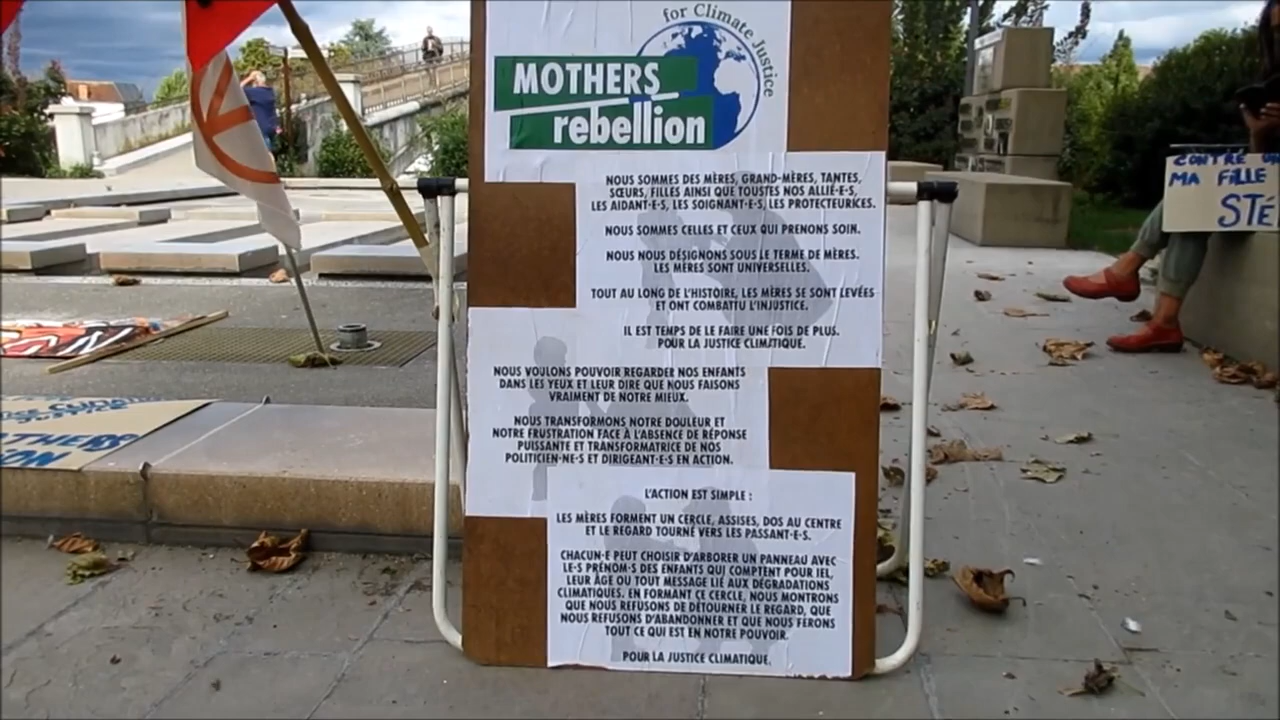 for Climate Justice
MOTHERS
rebellion
NOUS SOMMES DES MÈRES, GRAND-MÈRES, TANTES,
SŒURS, FILLES AINSI QUE TOUSTES NOS ALLIÉ·E·S,
LES AIDANT·E·S, LES SOIGNANT·E·S, LES PROTECTEURICES.
NOUS SOMMES CELLES ET CEUX QUI PRENONS SOIN.
NOUS NOUS DÉSIGNONS SOUS LE TERME DE MÈRES.
LES MÈRES SONT UNIVERSELLES.
TOUT AU LONG DE L'HISTOIRE, LES MÈRES SE SONT LEVÉES
ET ONT COMBATTU L'INJUSTICE.
IL EST TEMPS DE LE FAIRE UNE FOIS DE PLUS.
POUR LA JUSTICE CLIMATIQUE.
NOUS VOULONS POUVOIR REGARDER NOS ENFANTS
DANS LES YEUX ET LEUR DIRE QUE NOUS FAISONS
VRAIMENT DE NOTRE MIEUX.
NOUS TRANSFORMONS NOTRE DOULEUR ET
NOTRE FRUSTRATION FACE À L'ABSENCE DE RÉPONSE
PUISSANTE ET TRANSFORMATRICE DE NOS
POLITICIEN·NE·S ET DIRIGEANT·E·S EN ACTION.
L'ACTION EST SIMPLE :
LES MÈRES FORMENT UN CERCLE, ASSISES, DOS AU CENTRE
ET LE REGARD TOURNÉ VERS LES PASSANT·E·S.
CHACUN·E PEUT CHOISIR D'ARBORER UN PANNEAU AVEC
LE·S PRÉNOM·S DES ENFANTS QUI COMPTENT POUR IEL,
LEUR ÂGE OU TOUT MESSAGE LIÉ AUX DÉGRADATIONS
CLIMATIQUES. EN FORMANT CE CERCLE, NOUS MONTRONS
QUE NOUS REFUSONS DE DÉTOURNER LE REGARD, QUE
NOUS REFUSONS D'ABANDONNER ET QUE NOUS FERONS
TOUT CE QUI EST EN NOTRE POUVOIR.
POUR LA JUSTICE CLIMATIQUE.
CONTRE UN
MA FILLE
STÉ